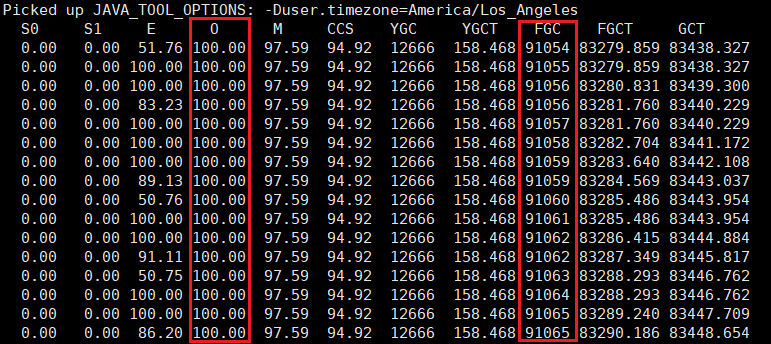 Picked up JAVA_TOOL_OPTIONS: -Duser.timezone=America/Los_Angeles
S0 S1 E O M CCS YGC YGCT FGC FGCT GCT
0.00 0.00 51.76 100.00 97.59 94.92 12666 158.468 91054 83279.859 83438.327
0.00 0.00 100.00 100.00 97.59 94.92 12666 158.468 91055 83279.859 83438.327
0.00 0.00 100.00 100.00 97.59 94.92 12666 158.468 91056 83280.831 83439.300
0.00 0.00 83.23 100.00 97.59 94.92 12666 158.468 91056 83281.760 83440.229
0.00 0.00 100.00 100.00 97.59 94.92 12666 158.468 91057 83281.760 83440.229
0.00 0.00 100.00 100.00 97.59 94.92 12666 158.468 91058 83282.704 83441.172
0.00 0.00 100.00 100.00 97.59 94.92 12666 158.468 91059 83283.640 83442.108
0.00 0.00 89.13 100.00 97.59 94.92 12666 158.468 91059 83284.569 83443.037
0.00 0.00 50.76 100.00 97.59 94.92 12666 158.468 91060 83285.486 83443.954
0.00 0.00 100.00 100.00 97.59 94.92 12666 158.468 91061 83285.486 83443.954
0.00 0.00 100.00 100.00 97.59 94.92 12666 158.468 91062 83286.415 83444.884
0.00 0.00 91.11 100.00 97.59 94.92 12666 158.468 91062 83287.349 83445.817
0.00 0.00 50.75 100.00 97.59 94.92 12666 158.468 91063 83288.293 83446.762
0.00 0.00 100.00 100.00 97.59 94.92 12666 158.468 91064 83288.293 83446.762
0.00 0.00 100.00 100.00 97.59 94.92 12666 158.468 91065 83289.240 83447.709
0.00 0.00 86.20 100.00 97.59 94.92 12666 158.468 91065 83290.186 83448.654